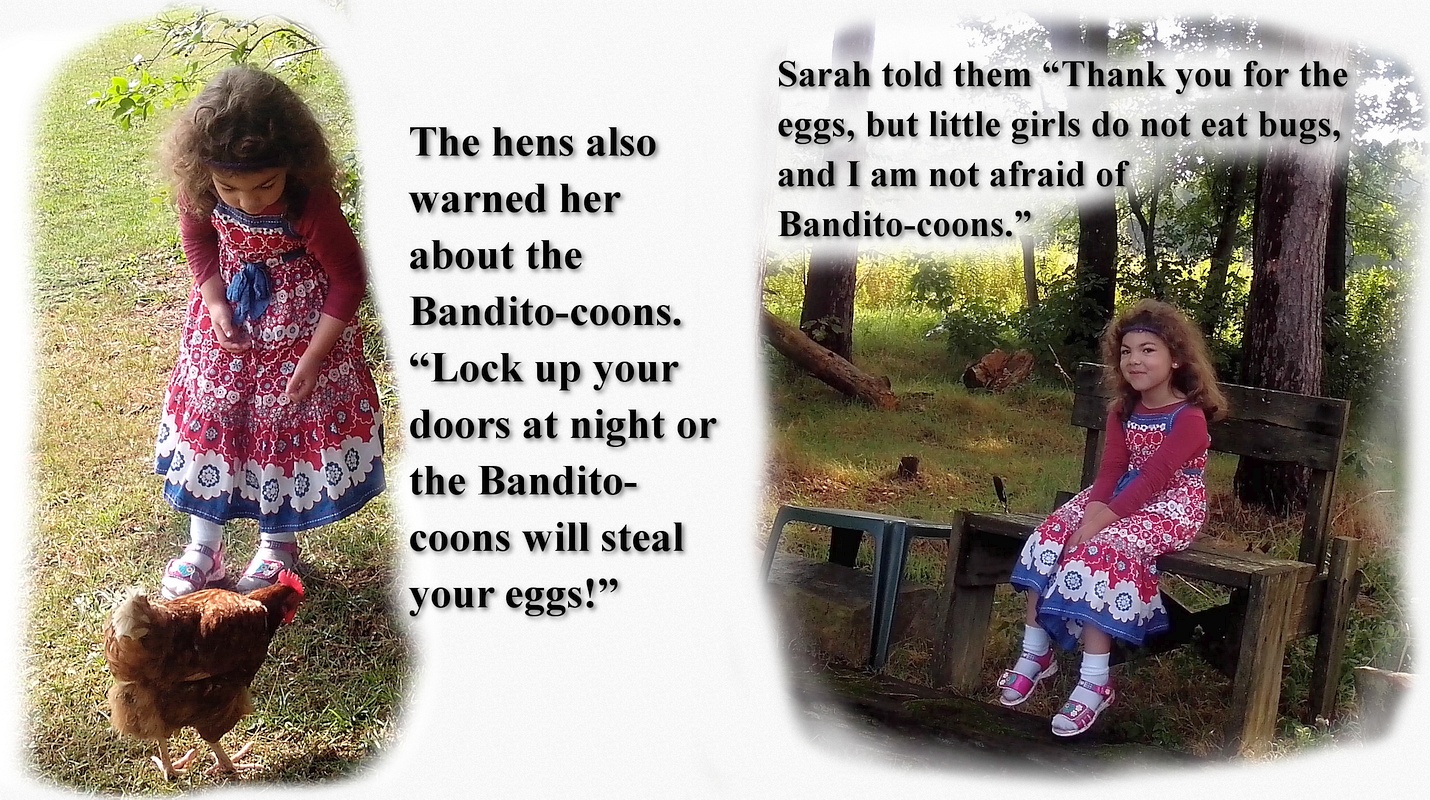 The hens also
warned her
about the
Bandito-coons.
“Lock up your
doors at night or
the Bandito-
coons will steal
your eggs!”
Sarah told them “Thank you for the
eggs, but little girls do not eat bugs,
and I am not afraid of
Bandito-coons.”